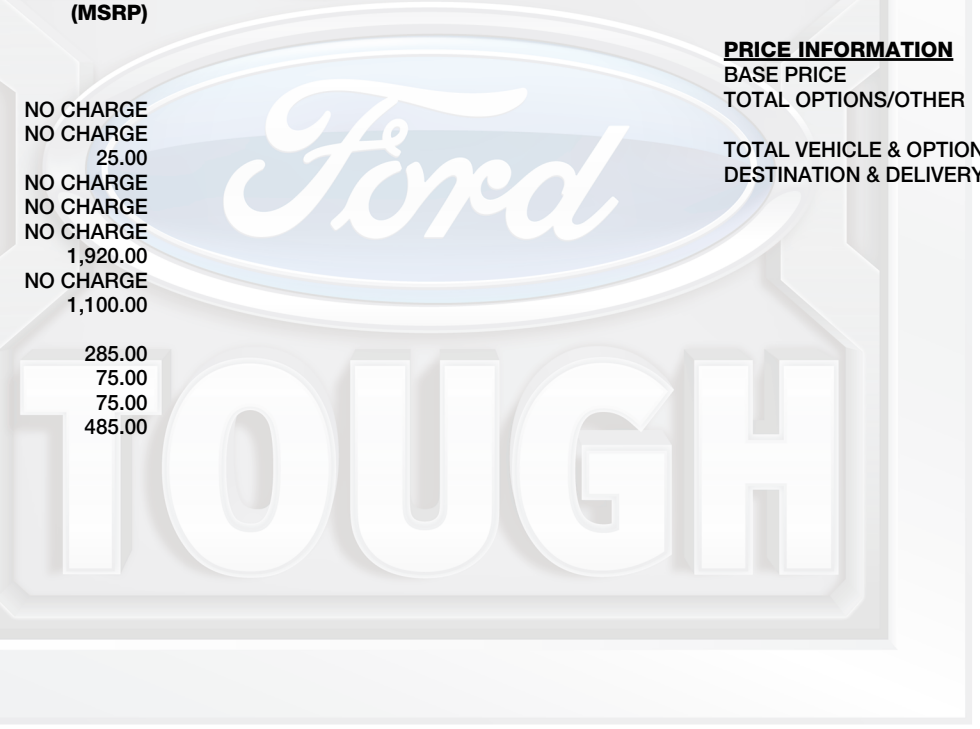 (MSRP)
NO CHARGE
NO CHARGE
25.00
NO CHARGE
NO CHARGE
NO CHARGE
1,920.00
NO CHARGE
1,100.00
285.00
75.00
75.00
485.00
PRICE INFORMATION
BASE PRICE
TOTAL OPTIONS/OTHER
TOTAL VEHICLE & OPTION
DESTINATION & DELIVERY
Ford
TOUGH